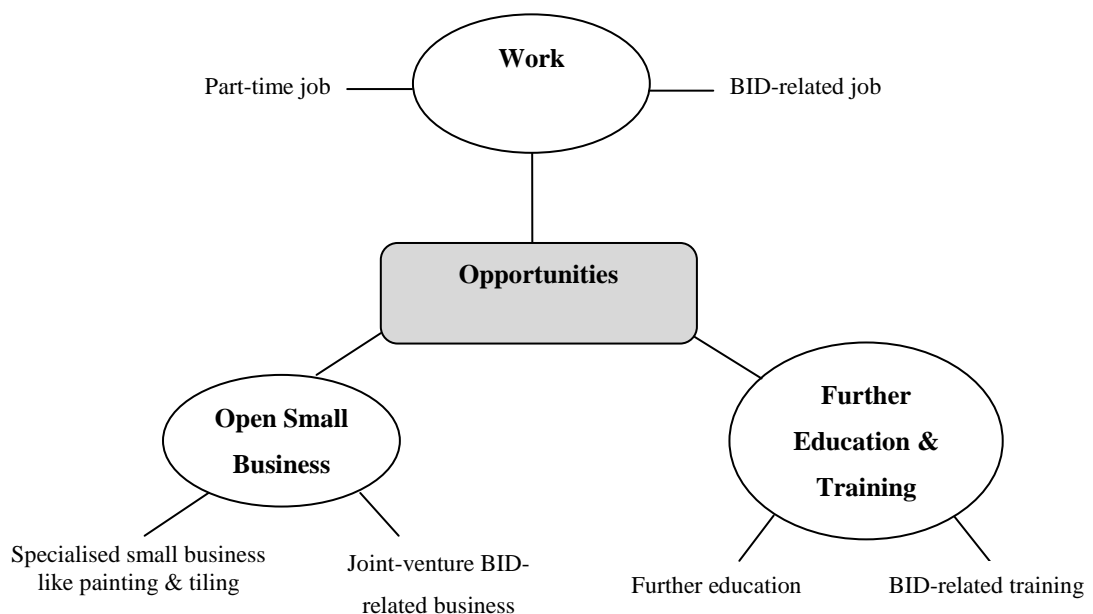 Work
Part-time job
BID-related job
Opportunities
Open Small
Business
Further
Education &
Training
Specialised small business
like painting & tiling
Joint-venture BID-
related business
Further education
BID-related training